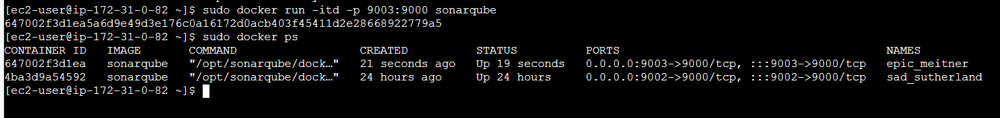 [ec2-user@ip-172-31-0-82 ~]$ sudo docker run -itd -p 9003:9000 sonarqube
647002f3d1ea5a6d9e49d3e176c0a16172d0acb403f45411d2e28668922779a5
[ec2-user@ip-172-31-0-82 ~]$ sudo docker ps
CONTAINER ID   IMAGE       COMMAND                  CREATED          STATUS          PORTS                                       NAMES
647002f3d1ea   sonarqube   "/opt/sonarqube/dock…"   21 seconds ago   Up 19 seconds   0.0.0.0:9003->9000/tcp, :::9003->9000/tcp   epic_meitner
4ba3d9a54592   sonarqube   "/opt/sonarqube/dock…"   24 hours ago     Up 24 hours     0.0.0.0:9002->9000/tcp, :::9002->9000/tcp   sad_sutherland
[ec2-user@ip-172-31-0-82 ~]$